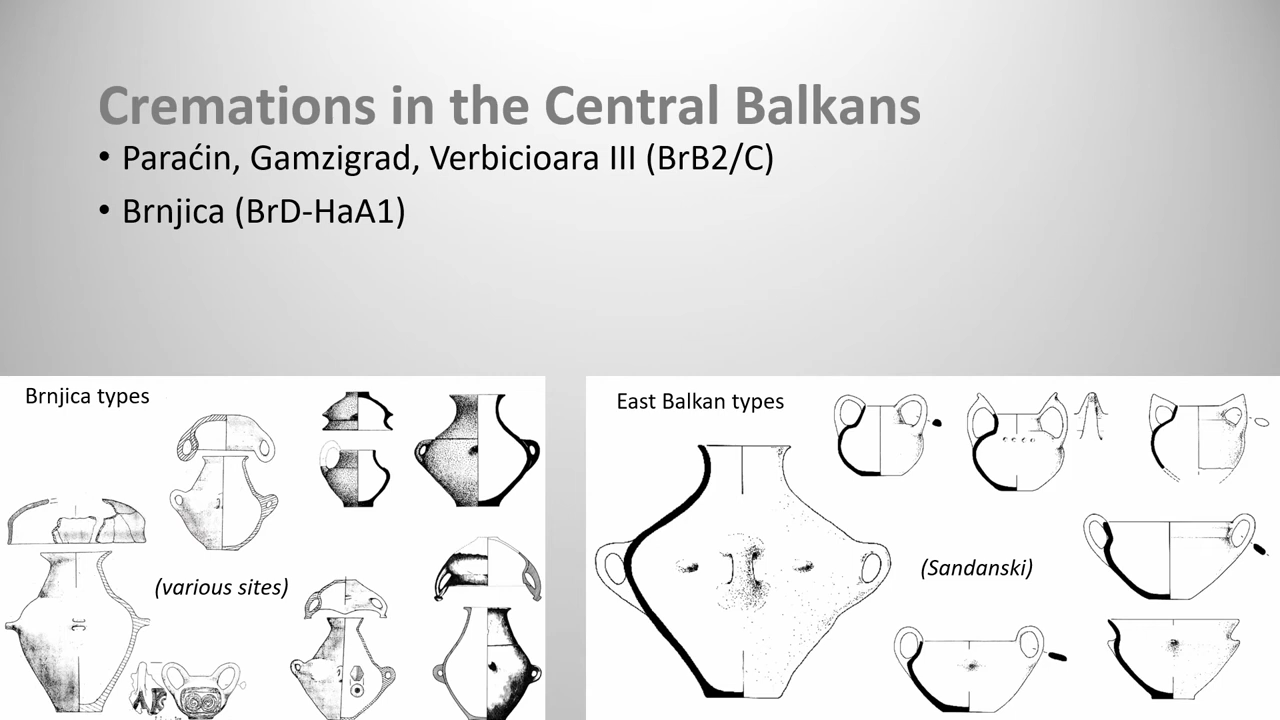 Cremations in the Central Balkans
• Paraćin, Gamzigrad, Verbicioara III (BrB2/C)
• Brnjica (BrD-HaA1)
Brnjica types
(various sites)
East Balkan types
(Sandanski)